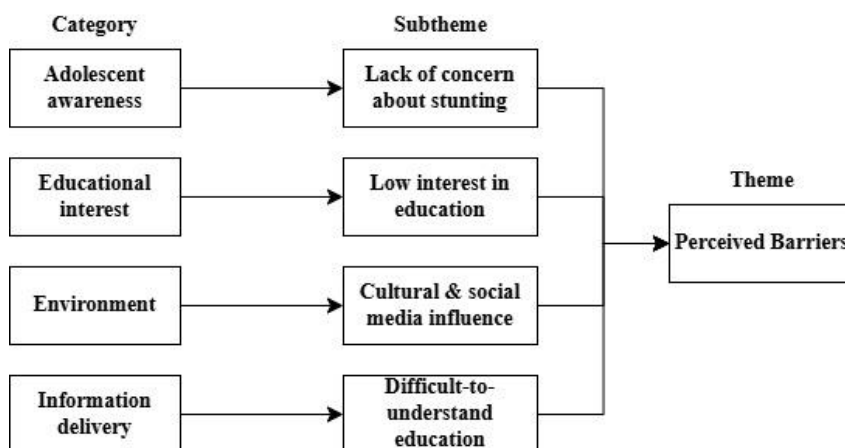 Category
Subtheme
Adolescent
awareness
Lack of concern
about stunting
Educational
interest
Low interest in
education
Theme
Perceived Barriers
Environment
Cultural & social
media influence
Information
delivery
Difficult-to-
understand
education